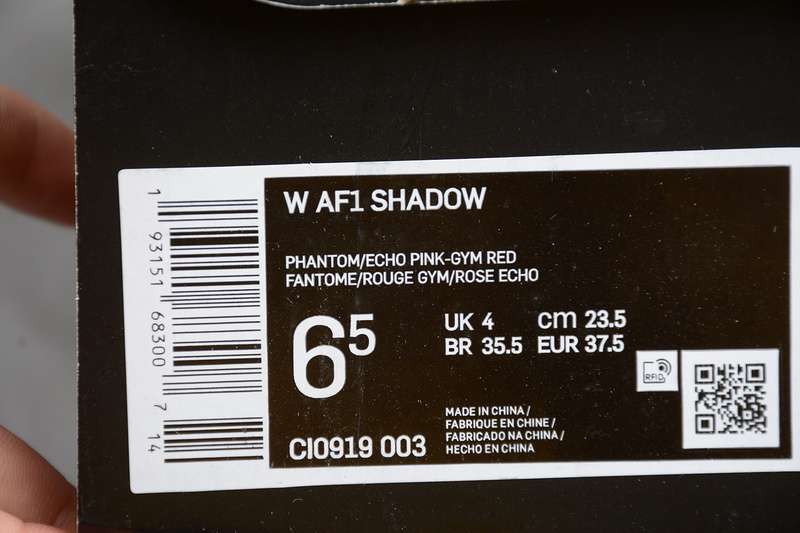 W AF1 SHADOW
PHANTOM/ECHO PINK-GYM RED
FANTOME/ROUGE GYM/ROSE ECHO
6 5
UK 4 cm 23.5
BR 35.5 EUR 37.5
RFID
MADE IN CHINA /
FABRIQUE EN CHINE /
FABRICADO NA CHINA /
HECHO EN CHINA
CI0919 003
1 93151 68300 7 14